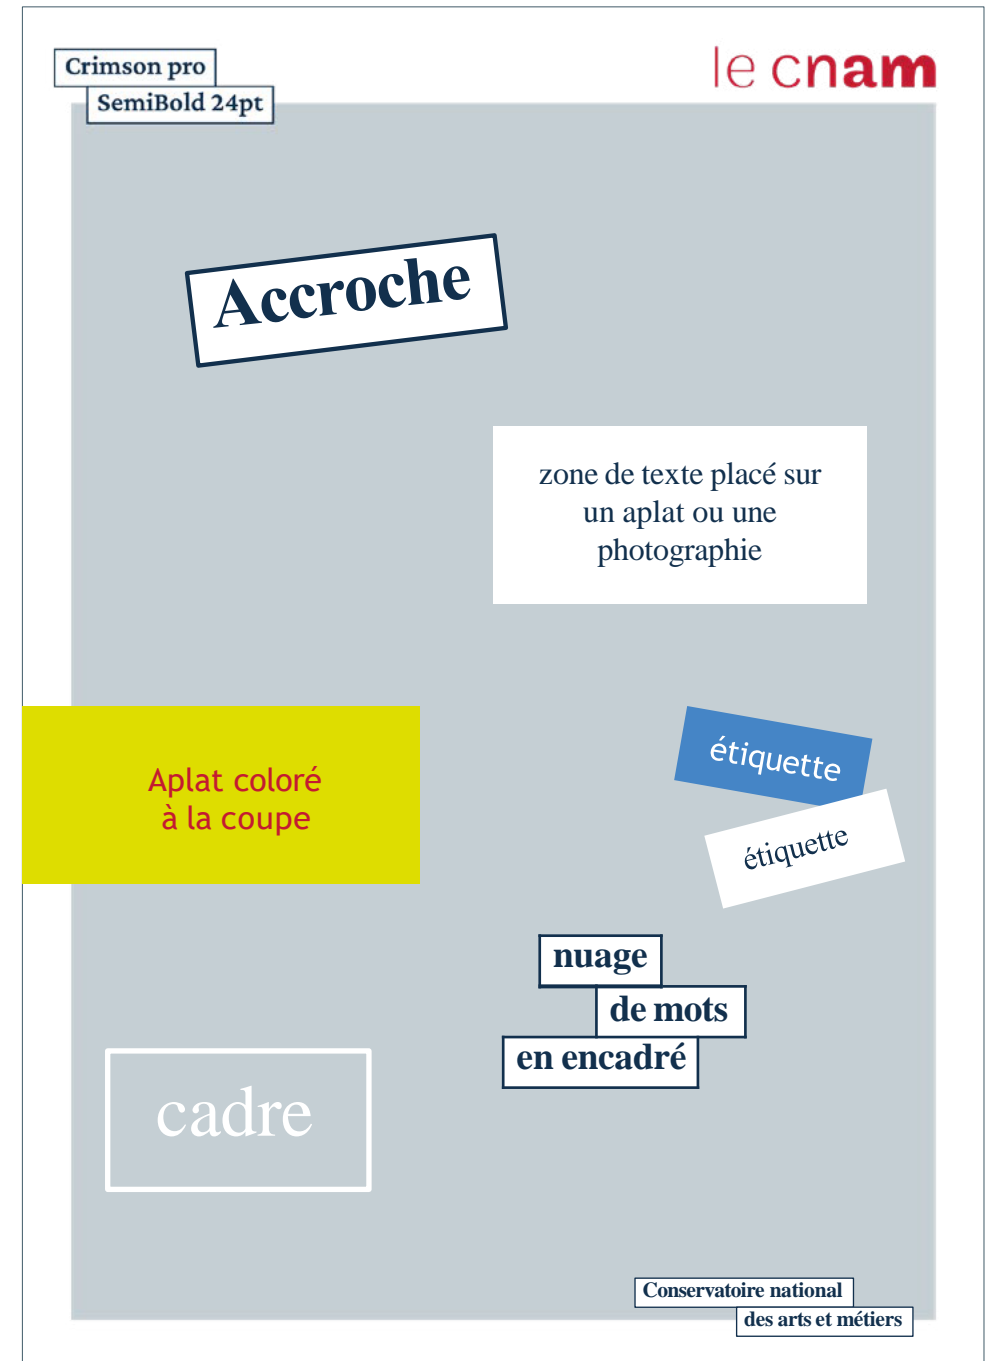 Crimson pro
SemiBold 24pt
le cnam
Accroche
zone de texte placé sur
un aplat ou une
photographie
Aplat coloré
à la coupe
étiquette
étiquette
nuage
de mots
en encadré
cadre
Conservatoire national
des arts et métiers